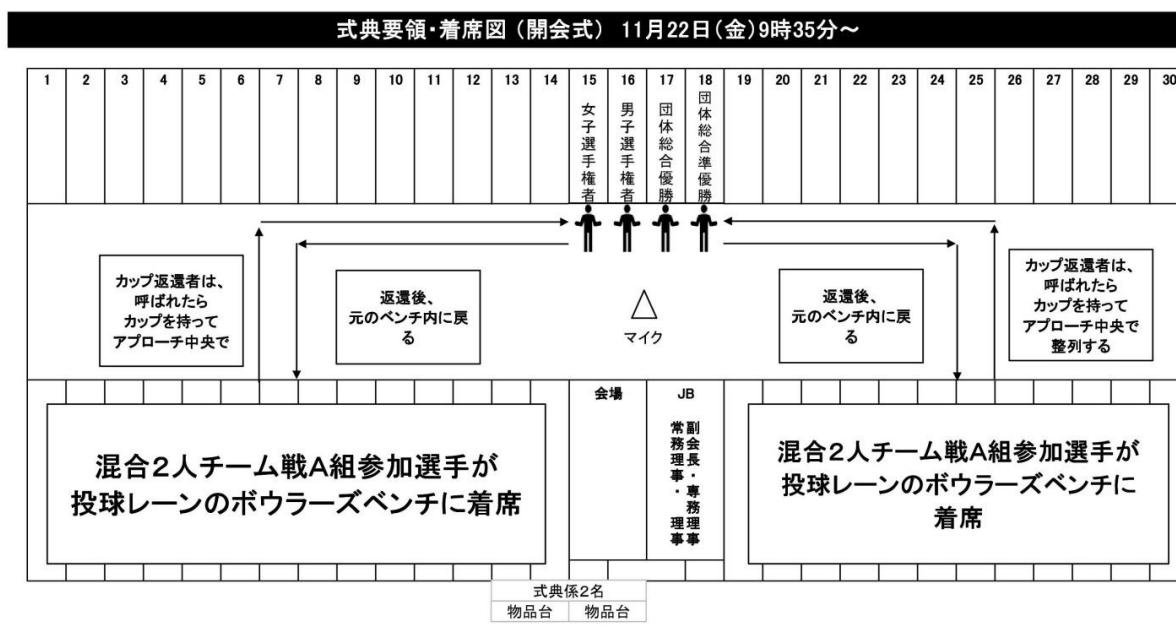 式典要領・着席図（開会式） 11月22日（金）9時35分～
1 2 3 4 5 6 7 8 9 10 11 12 13 14 15 16 17 18 19 20 21 22 23 24 25 26 27 28 29 30
女子選手権者
男子選手権者
団体総合優勝
団体総合準優勝
カップ返還者は、
呼ばれたら
カップを持って
アプローチ中央で
返還後、
元のベンチ内に戻
る
マイク
返還後、
元のベンチ内に戻
る
カップ返還者は、
呼ばれたら
カップを持って
アプローチ中央で
整列する
混合２人チーム戦A組参加選手が
投球レーンのボウラーズベンチに着席
会場
JB
副会長・専務理事
常務理事・ 理事
混合２人チーム戦A組参加選手が
投球レーンのボウラーズベンチに
着席
式典係2名
物品台 物品台